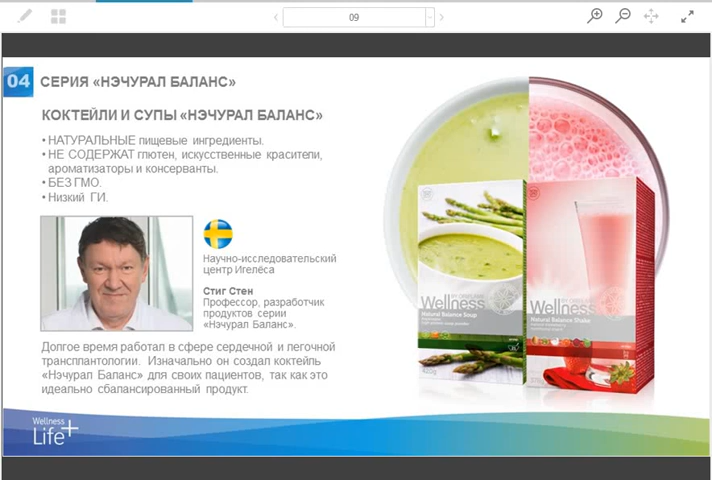 09
04 СЕРИЯ «НЭЧУРАЛ БАЛАНС»
КОКТЕЙЛИ И СУПЫ «НЭЧУРАЛ БАЛАНС»
• НАТУРАЛЬНЫЕ пищевые ингредиенты.
• НЕ СОДЕРЖАТ глютен, искусственные красители,
ароматизаторы и консерванты.
• БЕЗ ГМО.
• Низкий ГИ.
Научно-исследовательский
центр Игелёса
Стиг Стен
Профессор, разработчик
продуктов серии
«Нэчурал Баланс».
Долгое время работал в сфере сердечной и легочной
транспланталогии. Изначально он создал коктейль
«Нэчурал Баланс» для своих пациентов, так как это
идеально сбалансированный продукт.
Wellness
Natural Balance Soup
Wellness
Natural Balance Shake
Wellness
Life+